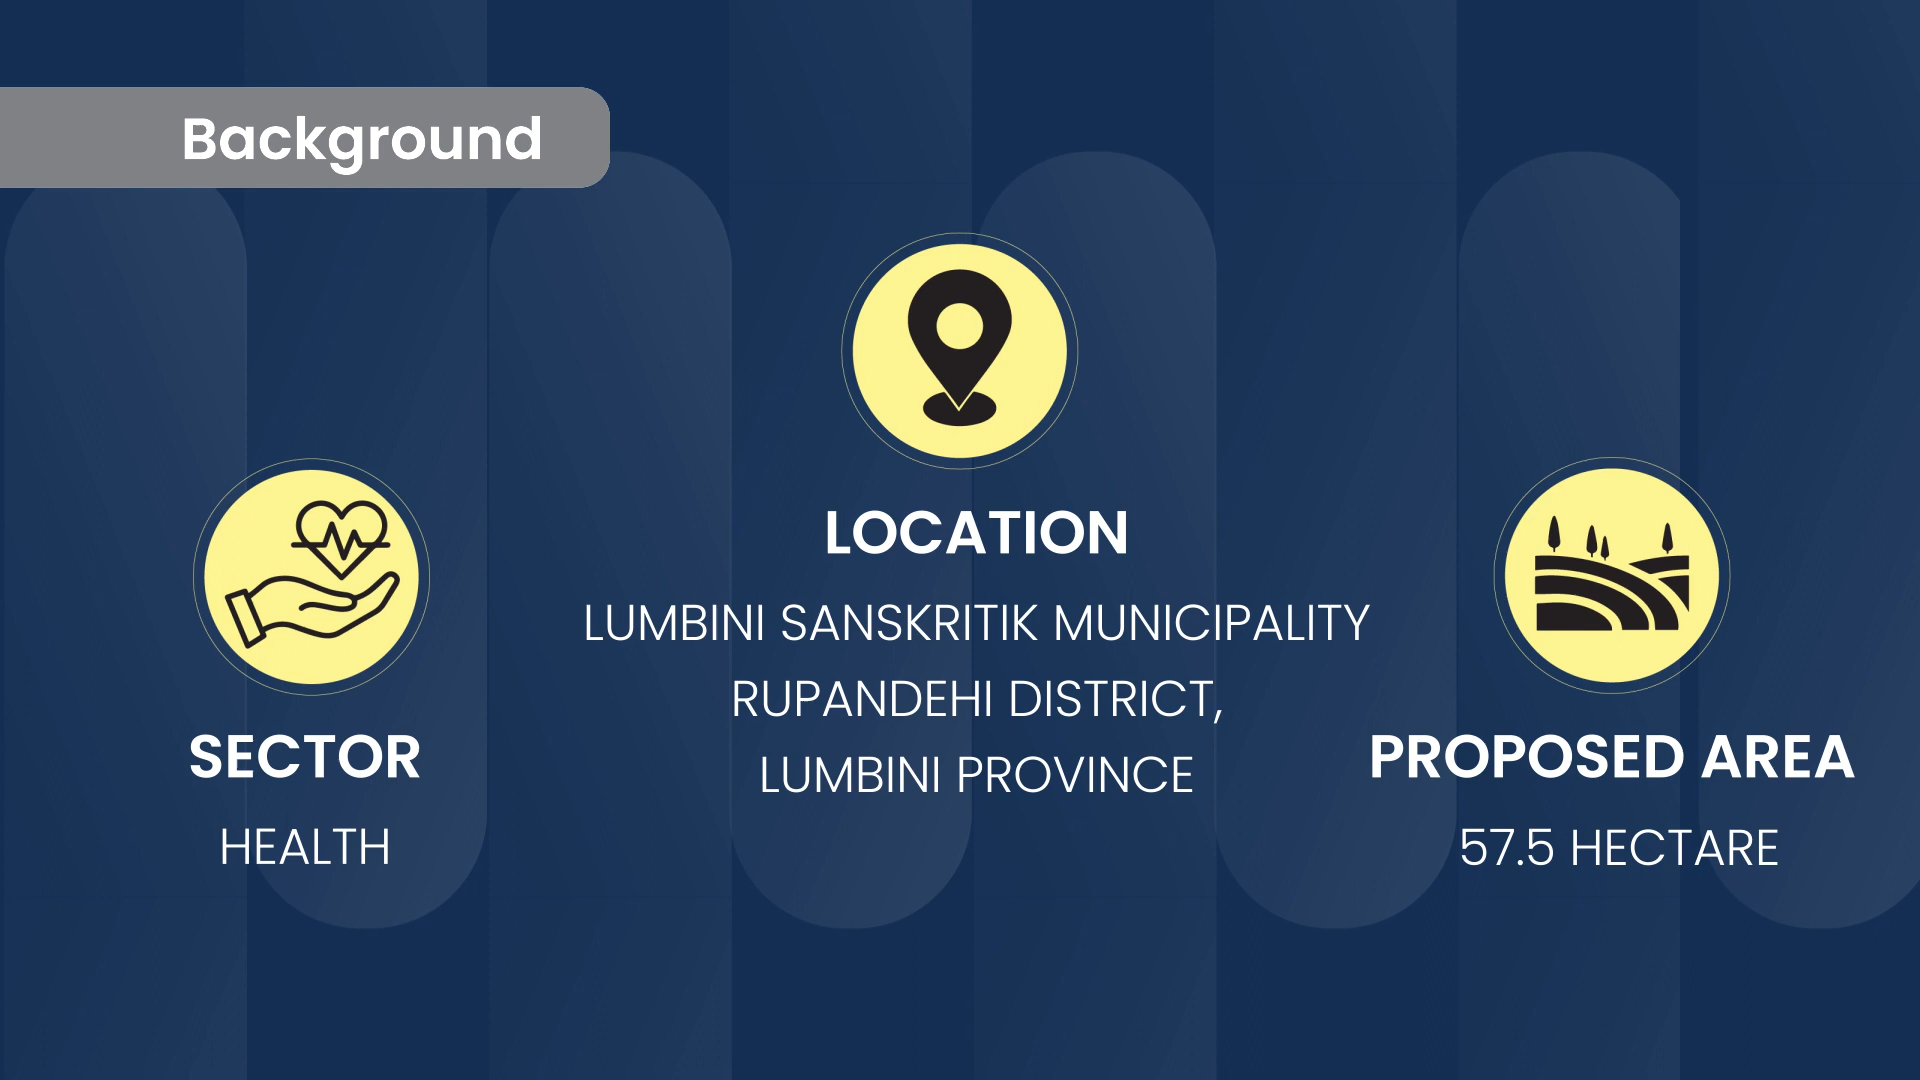 Background
SECTOR
HEALTH
LOCATION
LUMBINI SANSKRITIK MUNICIPALITY
RUPANDEHI DISTRICT,
LUMBINI PROVINCE
PROPOSED AREA
57.5 HECTARE